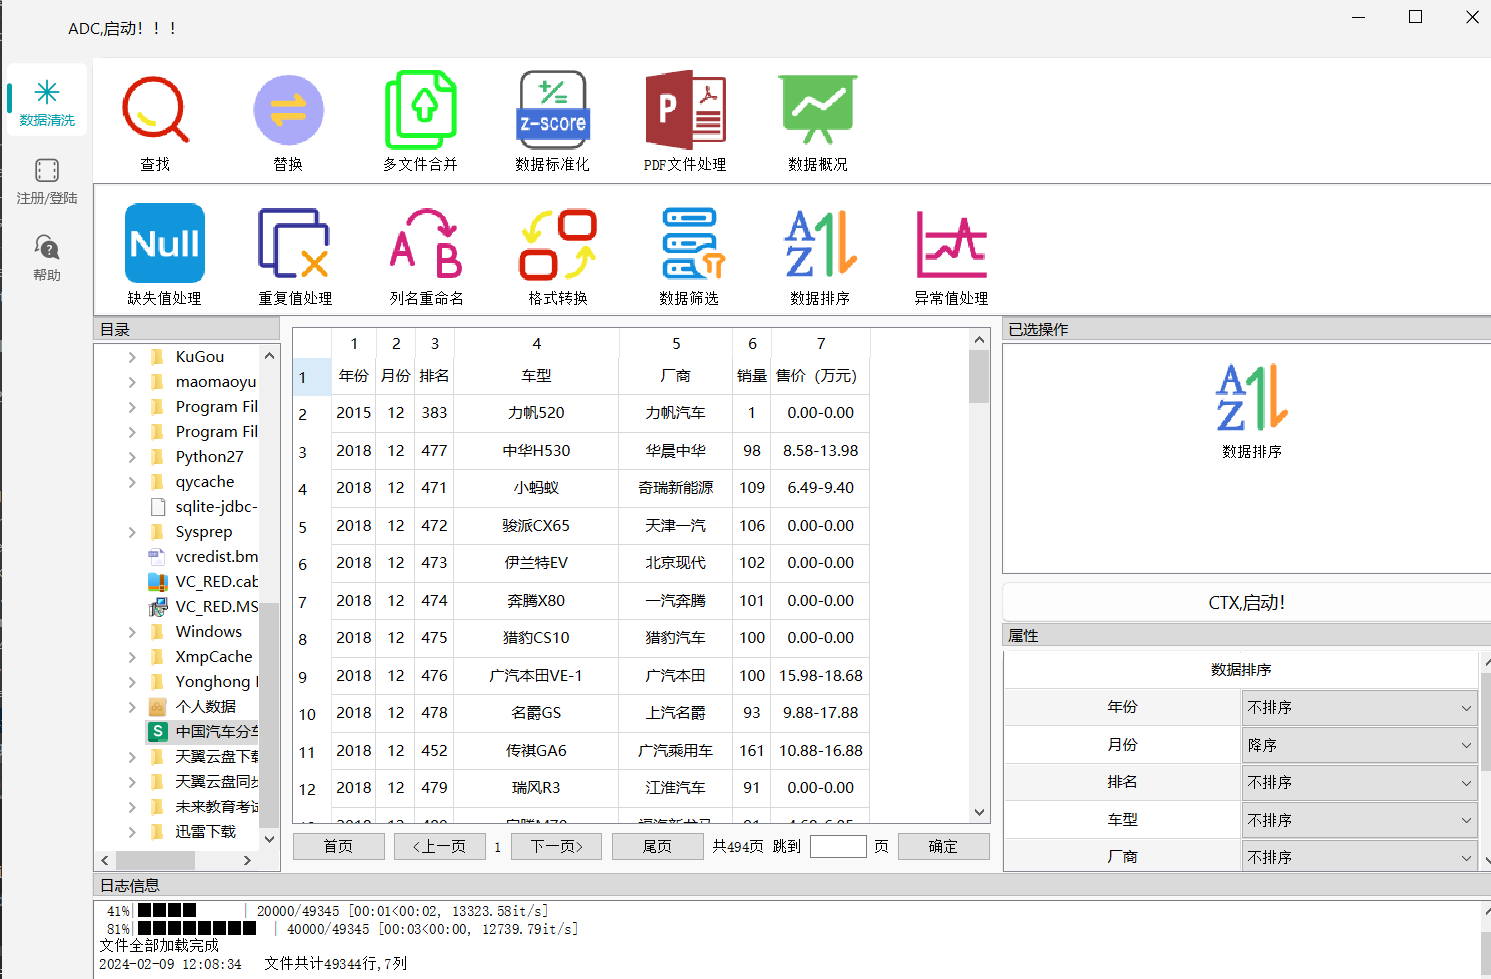 ADC,启动！！！
数据清洗
注册/登陆
帮助
查找
替换
多文件合并
z-score
数据标准化
P
PDF文件处理
数据概况
Null
缺失值处理
重复值处理
A B
列名重命名
格式转换
数据筛选
A Z
数据排序
异常值处理
目录
KuGou
maomaoyu
Program Fil
Program Fil
Python27
qycache
sqlite-jdbc-
Sysprep
vcredist.bm
VC_RED.cab
VC_RED.MS
Windows
XmpCache
Yonghong
个人数据
S 中国汽车分车
天翼云盘下载
天翼云盘同步
未来教育考试
迅雷下载
1 2 3 4 5 6 7
1 年份 月份 排名 车型 厂商 销量 售价（万元）
2 2015 12 383 力帆520 力帆汽车 1 0.00-0.00
3 2018 12 477 中华H530 华晨中华 98 8.58-13.98
4 2018 12 471 小蚂蚁 奇瑞新能源 109 6.49-9.40
5 2018 12 472 骏派CX65 天津一汽 106 0.00-0.00
6 2018 12 473 伊兰特EV 北京现代 102 0.00-0.00
7 2018 12 474 奔腾X80 一汽奔腾 101 0.00-0.00
8 2018 12 475 猎豹CS10 猎豹汽车 100 0.00-0.00
9 2018 12 476 广汽本田VE-1 广汽本田 100 15.98-18.68
10 2018 12 478 名爵GS 上汽名爵 93 9.88-17.88
11 2018 12 452 传祺GA6 广汽乘用车 161 10.88-16.88
12 2018 12 479 瑞风R3 江淮汽车 91 0.00-0.00
首页 <上一页 1 下一页> 尾页 共494页 跳到 页 确定
已选操作
A Z
数据排序
CTX,启动！
属性
数据排序
年份 不排序
月份 降序
排名 不排序
车型 不排序
厂商 不排序
日志信息
41%| | 20000/49345 [00:01<00:02, 13323.58it/s]
81%| | 40000/49345 [00:03<00:00, 12739.79it/s]
文件全部加载完成
2024-02-09 12:08:34 文件共计49344行,7列